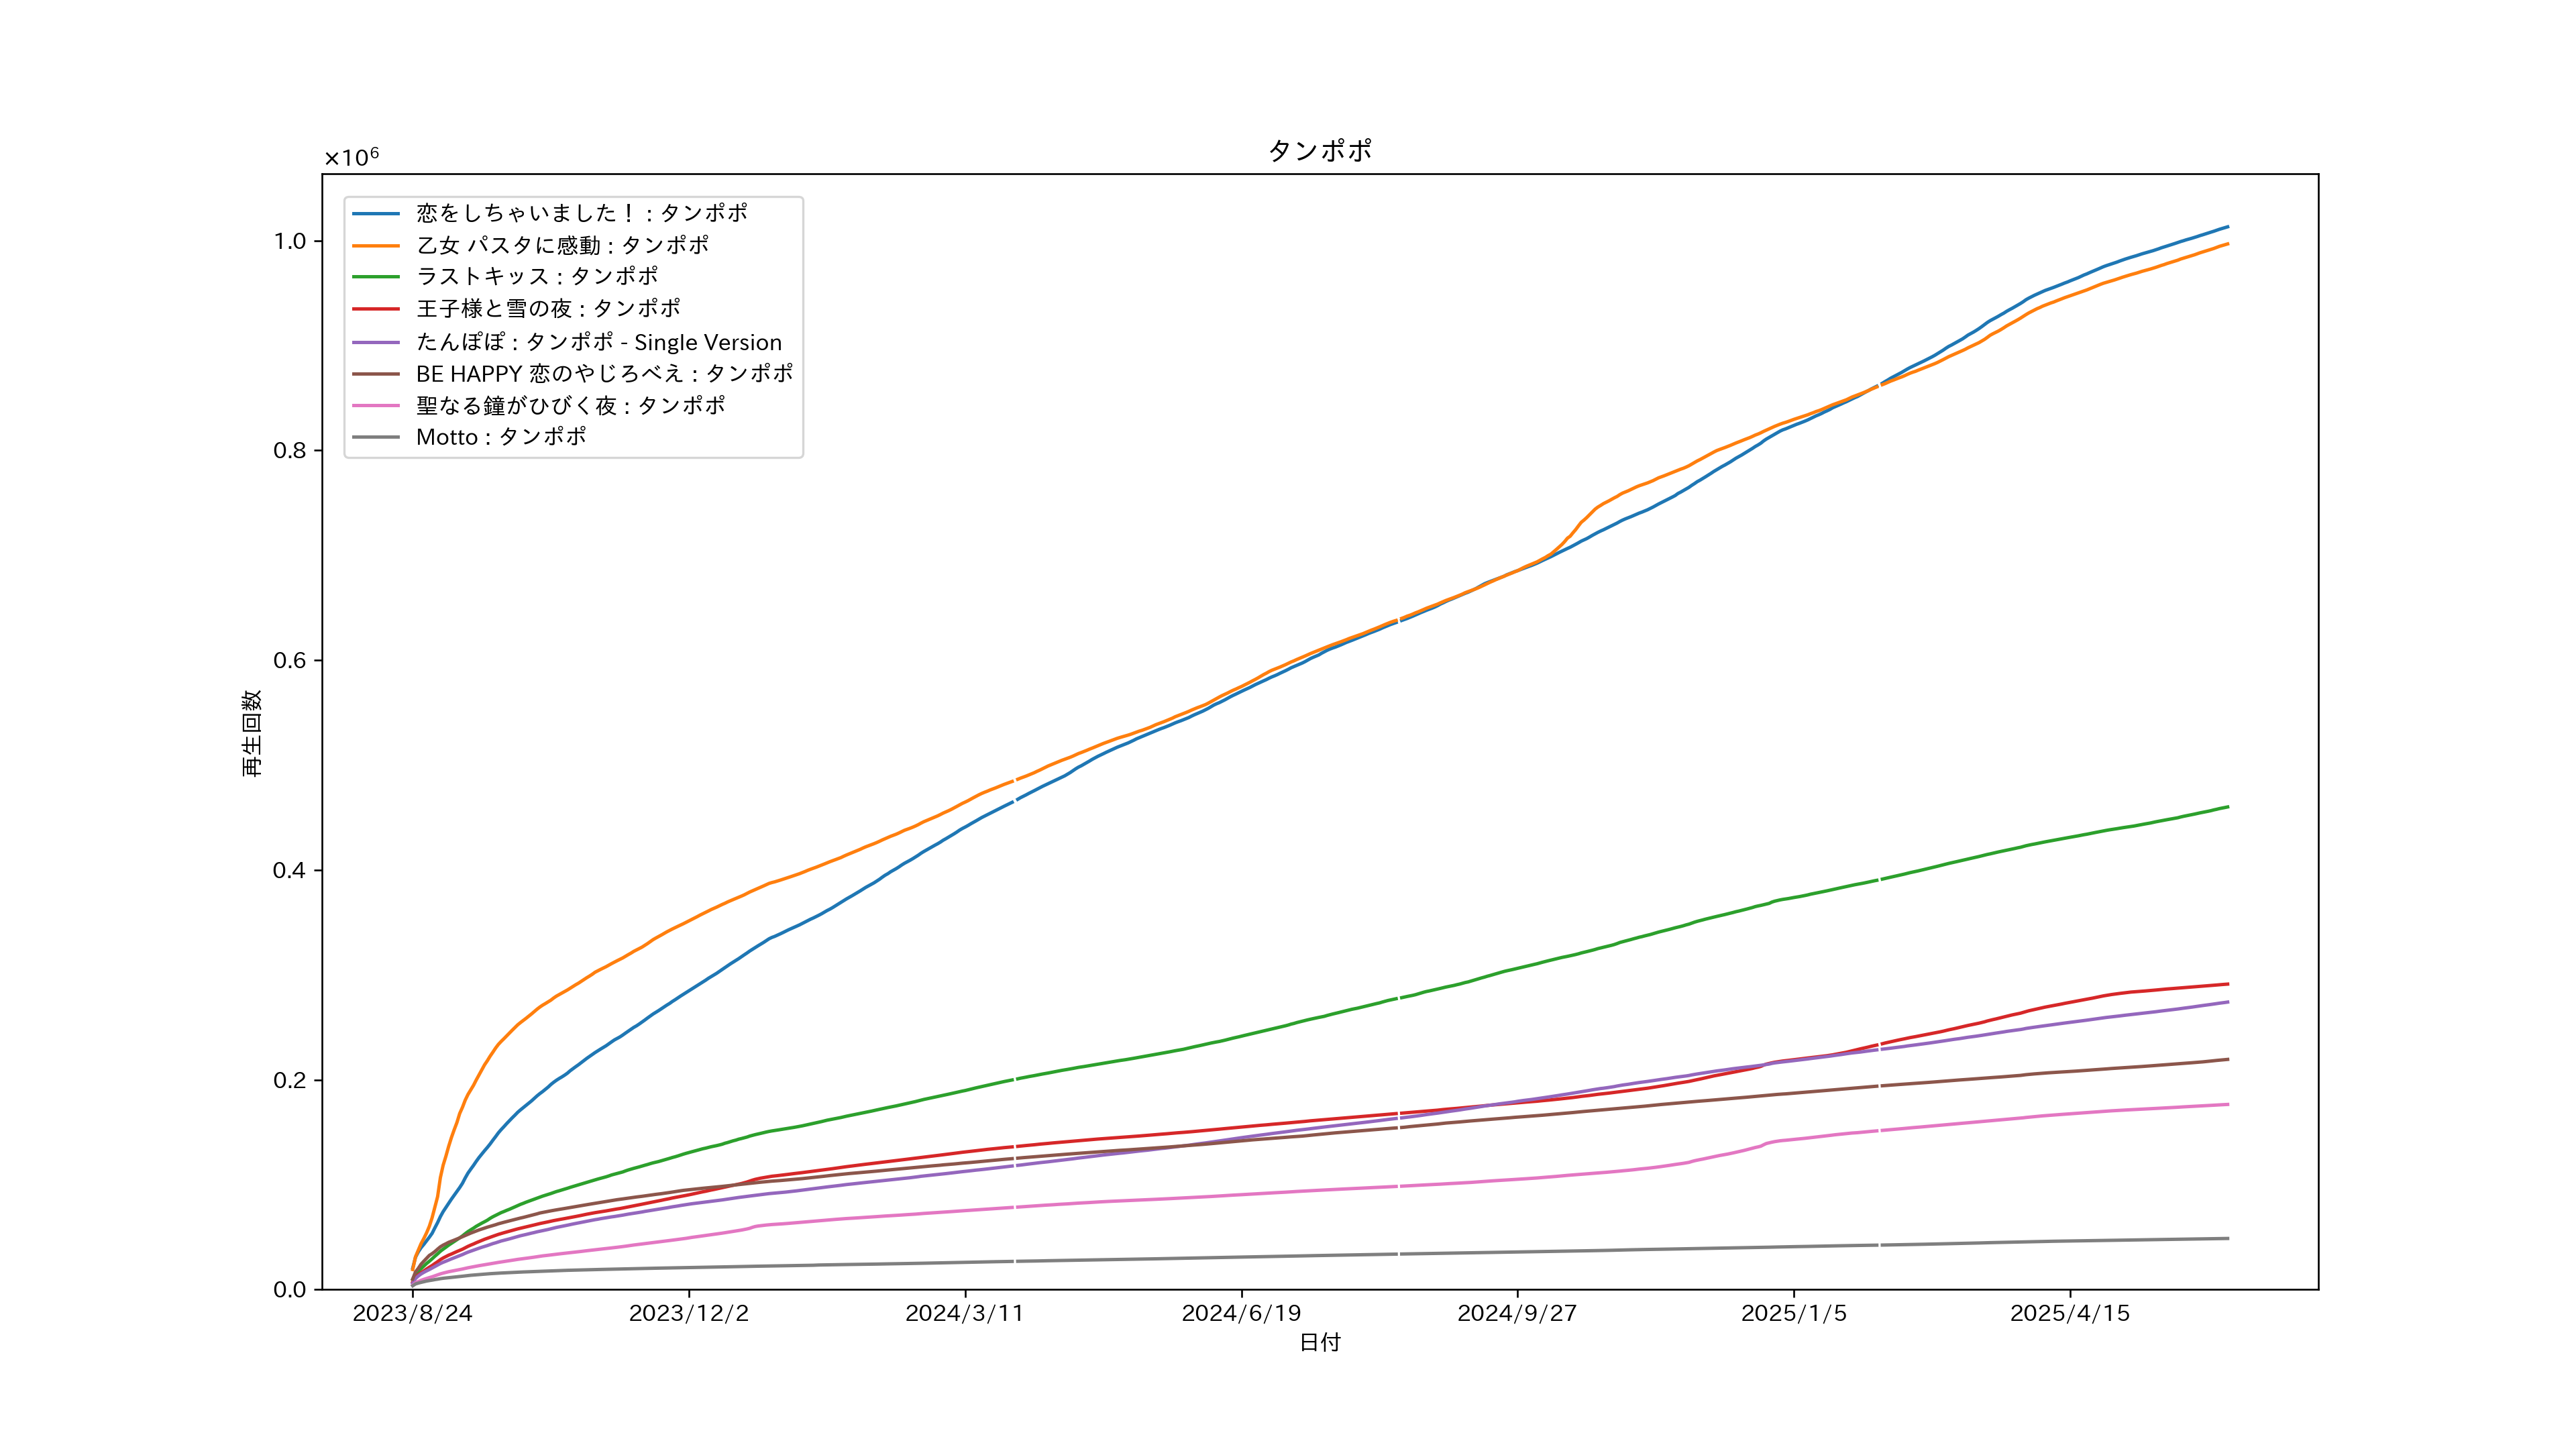 タンポポ
×10⁶
恋をしちゃいました! : タンポポ
乙女 パスタに感動 : タンポポ
ラストキッス : タンポポ
王子様と雪の夜 : タンポポ
たんぽぽ : タンポポ - Single Version
BE HAPPY 恋のやじろべえ : タンポポ
聖なる鐘がひびく夜 : タンポポ
Motto : タンポポ
1.0
0.8
0.6
0.4
0.2
0.0
再生回数
2023/8/24 2023/12/2 2024/3/11 2024/6/19 2024/9/27 2025/1/5 2025/4/15
日付